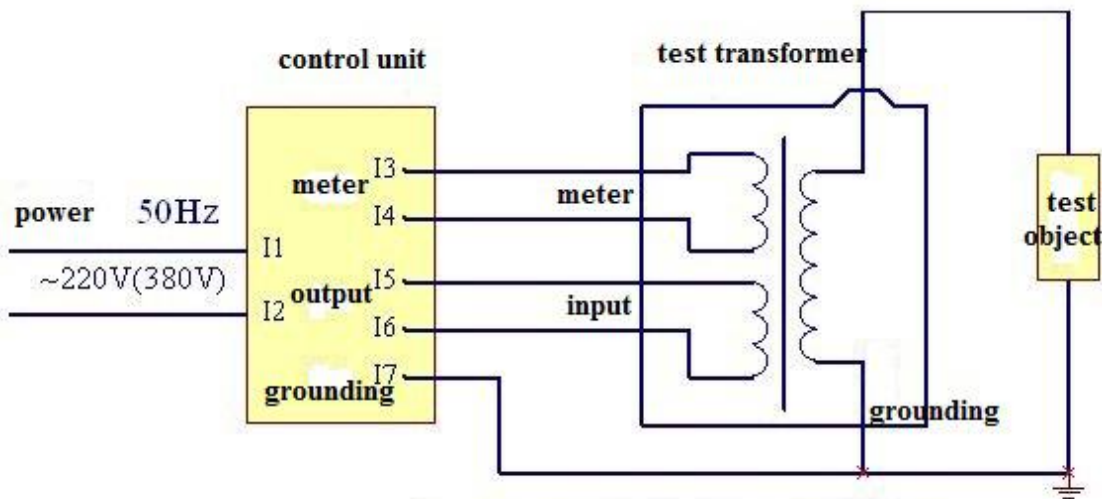 control unit
test transformer
power 50Hz
~220V(380V)
I1
I2
meter
I3
I4
output
I5
I6
I7
grounding
meter
input
grounding
test
object